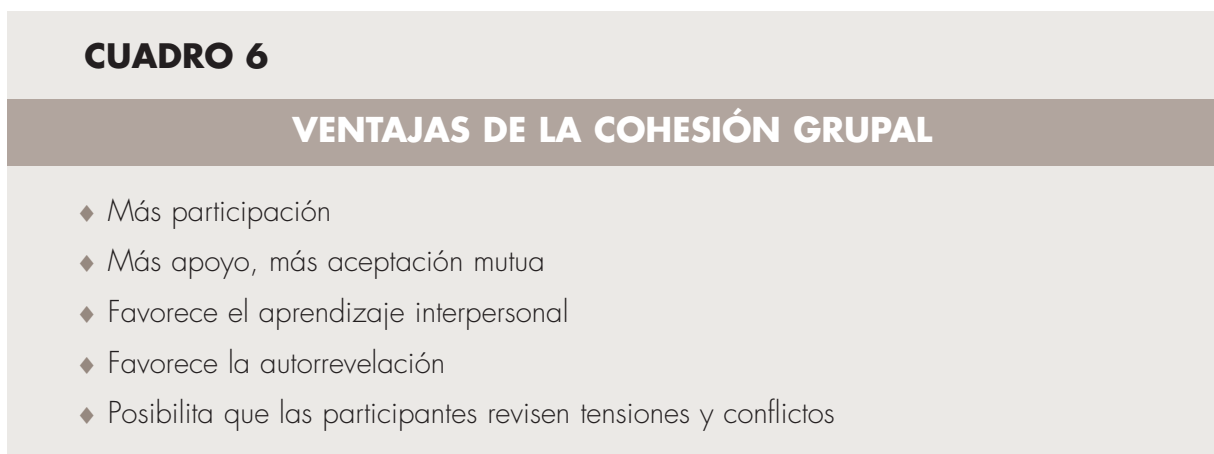 CUADRO 6
VENTAJAS DE LA COHESIÓN GRUPAL
♦ Más participación
♦ Más apoyo, más aceptación mutua
♦ Favorece el aprendizaje interpersonal
♦ Favorece la autorrevelación
♦ Posibilita que las participantes revisen tensiones y conflictos